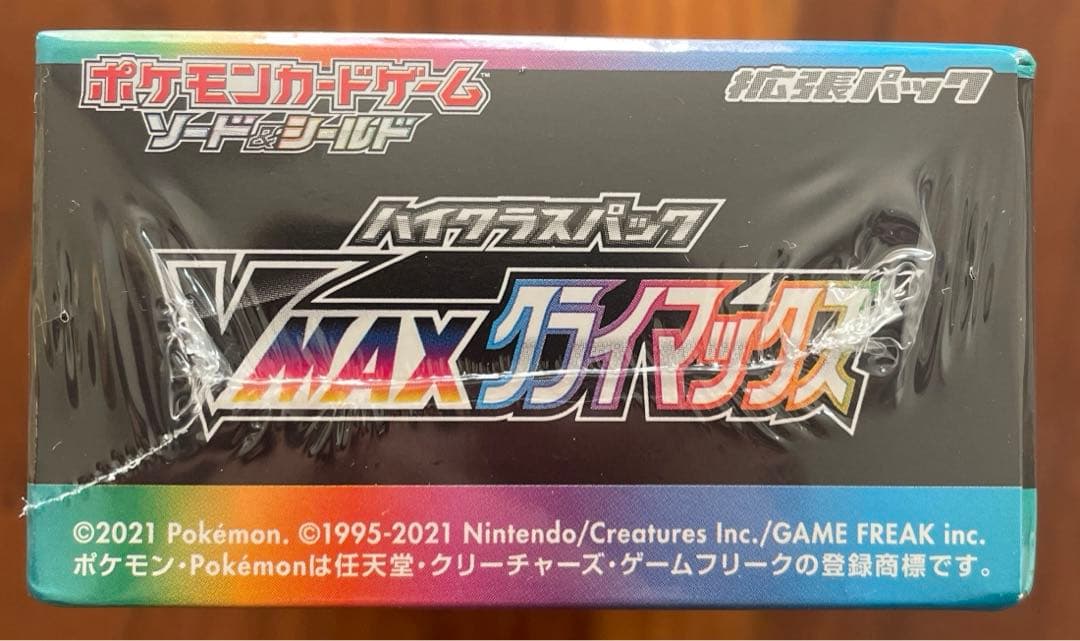 ポケモンカードゲーム™
ソード&シールド
拡張パック
ハイクラスパック
VMAXクライマックス
©2021 Pokémon. ©1995-2021 Nintendo/Creatures Inc./GAME FREAK inc.
ポケモン・Pokémonは任天堂・クリーチャーズ・ゲームフリークの登録商標です。